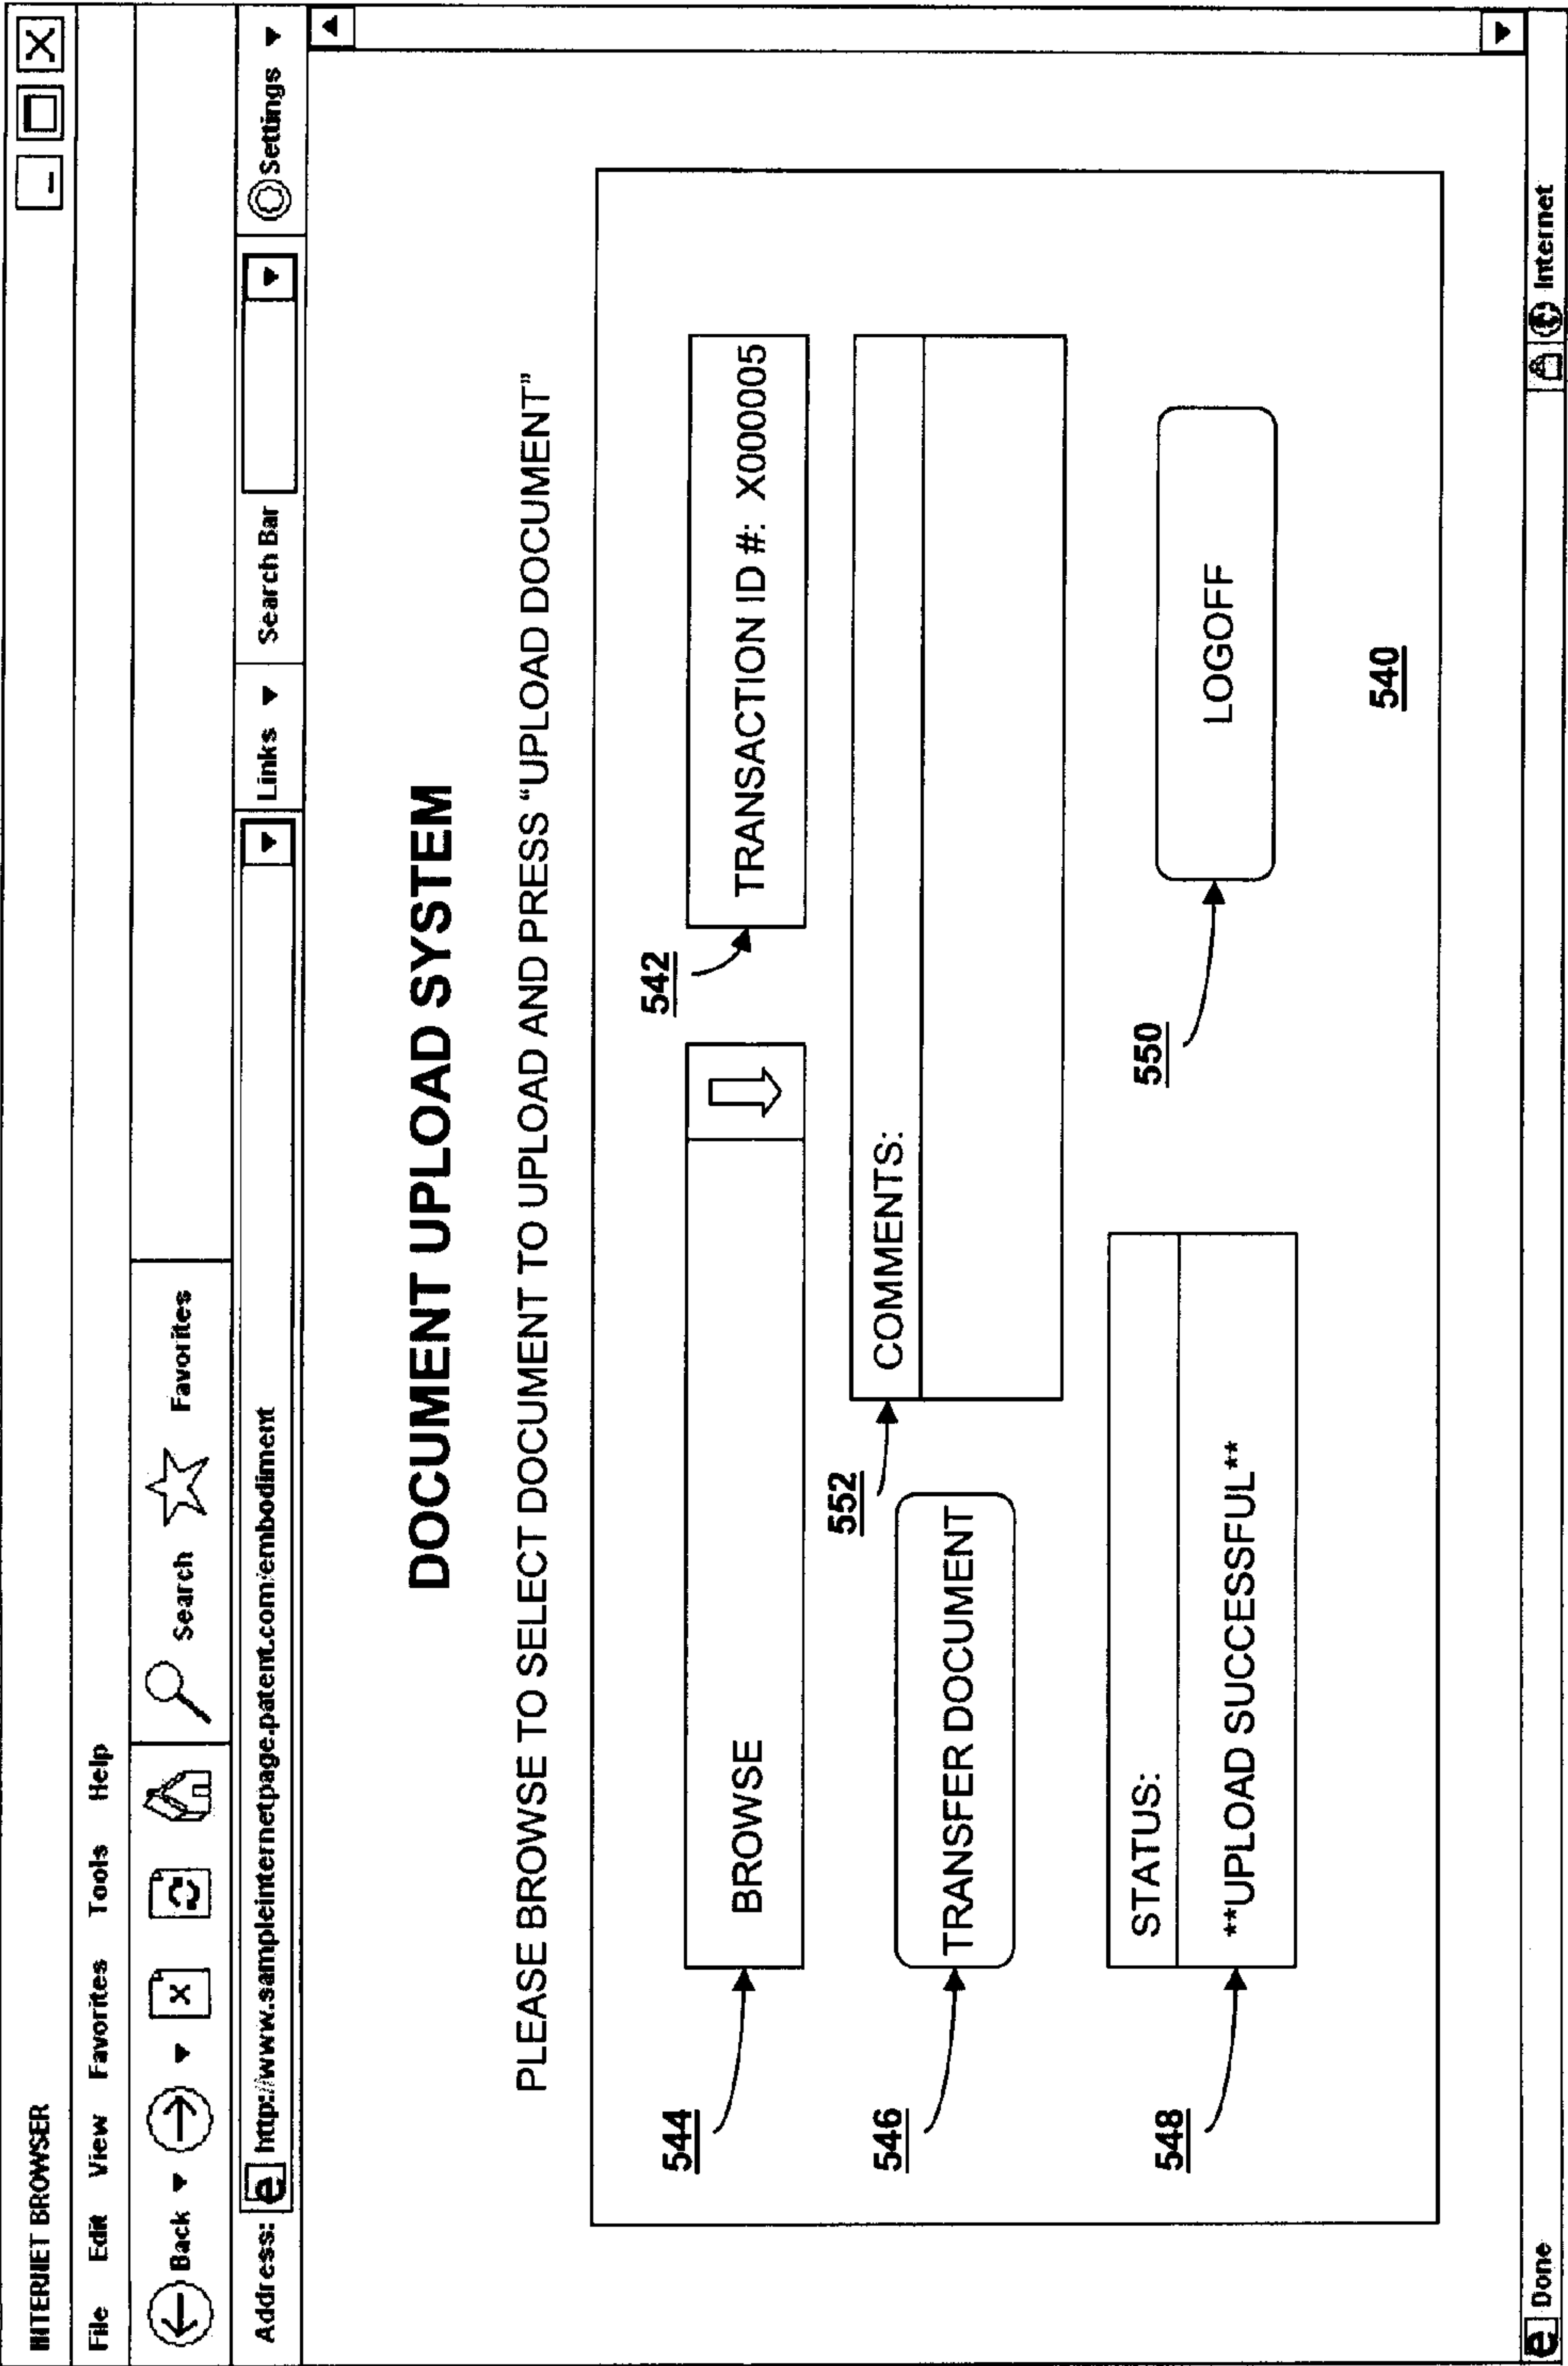 INTERNET BROWSER
File Edit View Favorites Tools Help
Back Search Favorites
Address: e http://www.sampleinternetpage.patent.com/embodiment Links Search Bar Settings
DOCUMENT UPLOAD SYSTEM
PLEASE BROWSE TO SELECT DOCUMENT TO UPLOAD AND PRESS “UPLOAD DOCUMENT”
544
BROWSE
542
TRANSACTION ID #: X000005
546
TRANSFER DOCUMENT
552
COMMENTS:
548
STATUS:
**UPLOAD SUCCESSFUL**
550
LOGOFF
540
e Done Internet